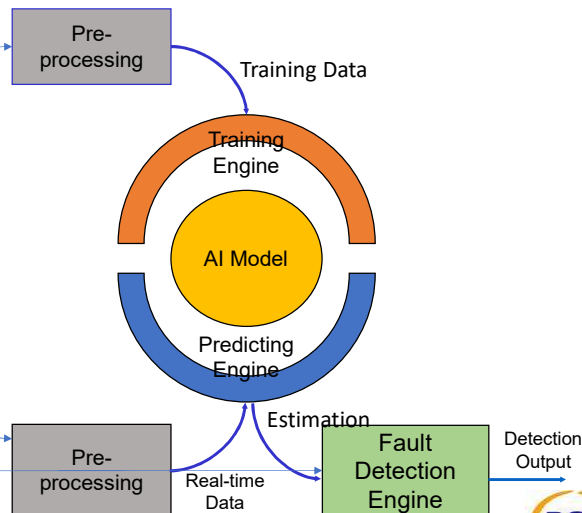 Pre-
processing
Training Data
Training
Engine
AI Model
Predicting
Engine
Estimation
Pre-
processing
Real-time
Data
Fault
Detection
Engine
Detection
Output